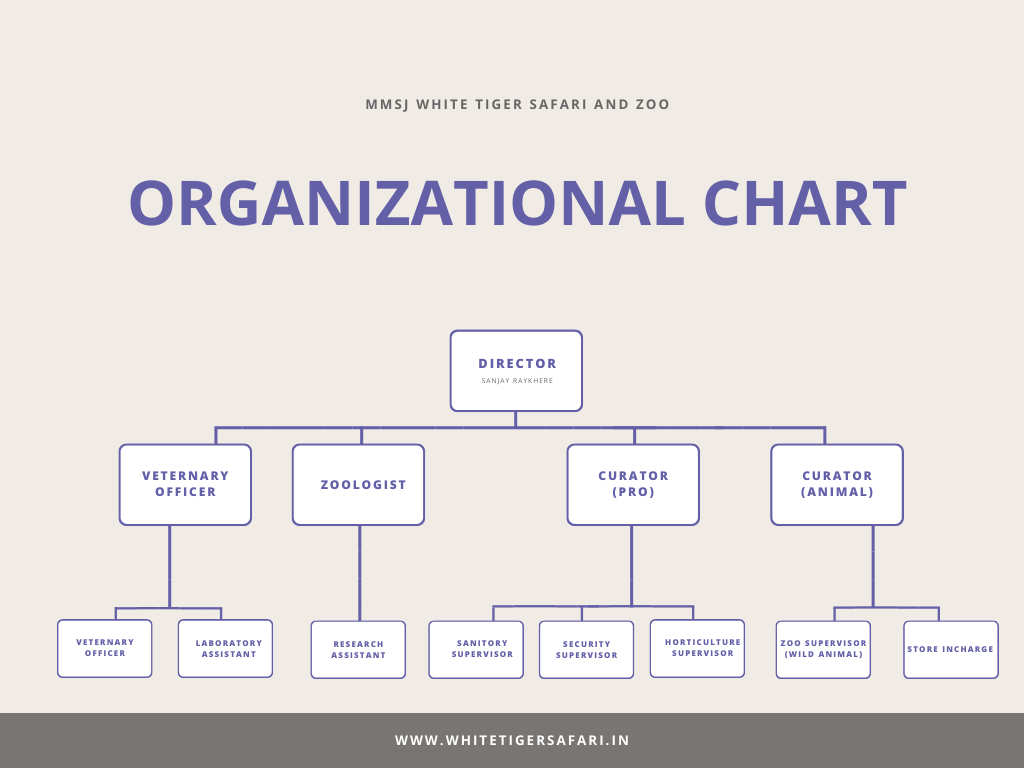 MMSJ WHITE TIGER SAFARI AND ZOO
ORGANIZATIONAL CHART
DIRECTOR
SANJAY RAYKHERE
VETERNARY
OFFICER
ZOOLOGIST
CURATOR
(PRO)
CURATOR
(ANIMAL)
VETERNARY
OFFICER
LABORATORY
ASSISTANT
RESEARCH
ASSISTANT
SANITORY
SUPERVISOR
SECURITY
SUPERVISOR
HORTICULTURE
SUPERVISOR
ZOO SUPERVISOR
(WILD ANIMAL)
STORE INCHARGE
WWW.WHITETIGERSAFARI.IN